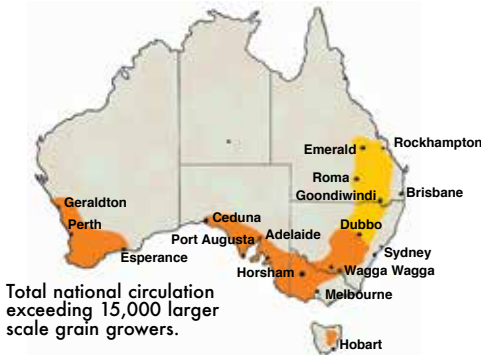 Emerald
Rockhampton
Roma
Goondiwindi
Brisbane
Geraldton
Perth
Ceduna
Dubbo
Port Augusta
Adelaide
Sydney
Esperance
Horsham
Wagga Wagga
Melbourne
Total national circulation
exceeding 15,000 larger
scale grain growers.
Hobart